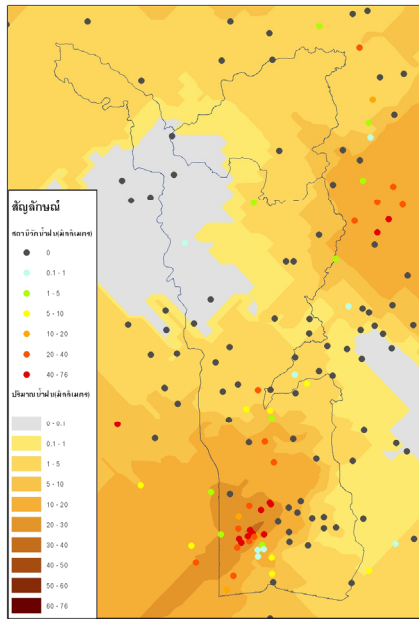 สัญลักษณ์
สถานีวัดน้ำฝน(มิลลิเมตร)
0
0.1 - 1
1 - 5
5 - 10
10 - 20
20 - 40
40 - 76
ปริมาณน้ำฝน(มิลลิเมตร)
0 - 0.1
0.1 - 1
1 - 5
5 - 10
10 - 20
20 - 30
30 - 40
40 - 50
50 - 60
60 - 76